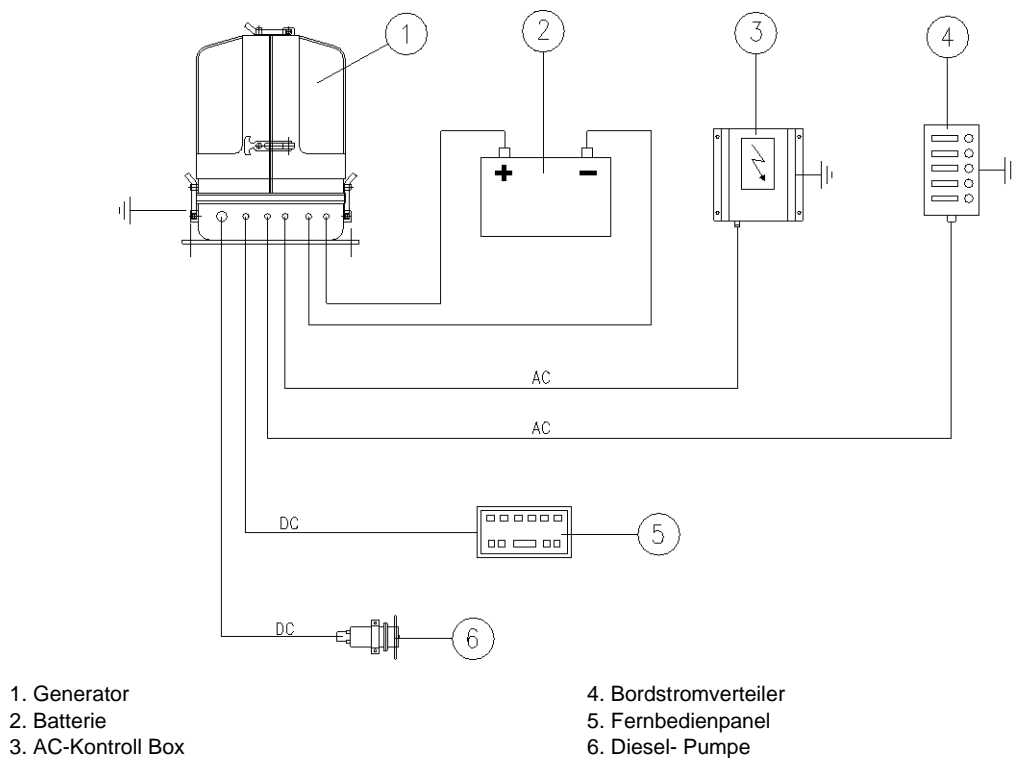 1
2
3
4
+
−
AC
AC
DC
5
DC
6
1. Generator
2. Batterie
3. AC-Kontroll Box
4. Bordstromverteiler
5. Fernbedienpanel
6. Diesel- Pumpe